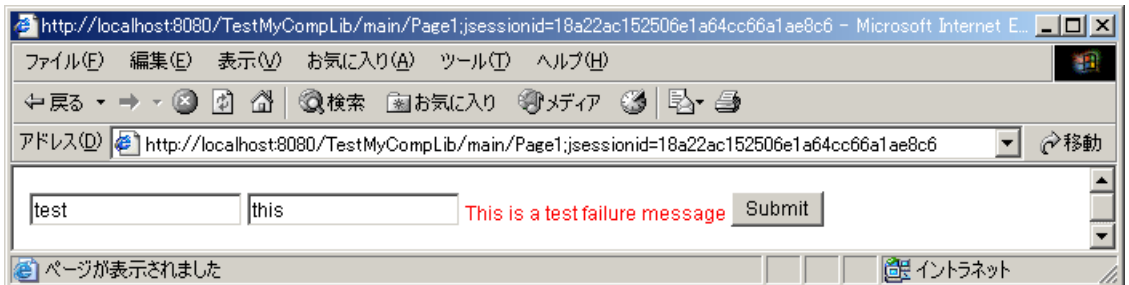 http://localhost:8080/TestMyCompLib/main/Page1;jsessionid=18a22ac152506e1a64cc66a1ae8c6 - Microsoft Internet E...
ファイル(F) 編集(E) 表示(V) お気に入り(A) ツール(T) ヘルプ(H)
戻る 検索 お気に入り メディア
アドレス(D) http://localhost:8080/TestMyCompLib/main/Page1;jsessionid=18a22ac152506e1a64cc66a1ae8c6 移動
test this This is a test failure message Submit
ページが表示されました イントラネット